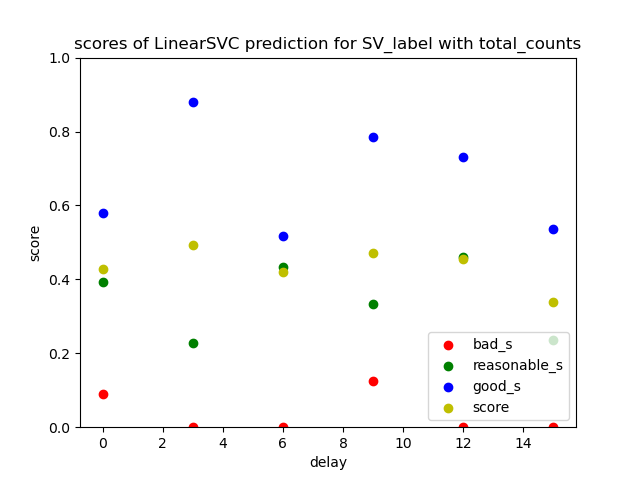 scores of LinearSVC prediction for SV_label with total_counts
score
1.0
0.8
0.6
0.4
0.2
0.0
0
2
4
6
8
10
12
14
delay
bad_s
reasonable_s
good_s
score